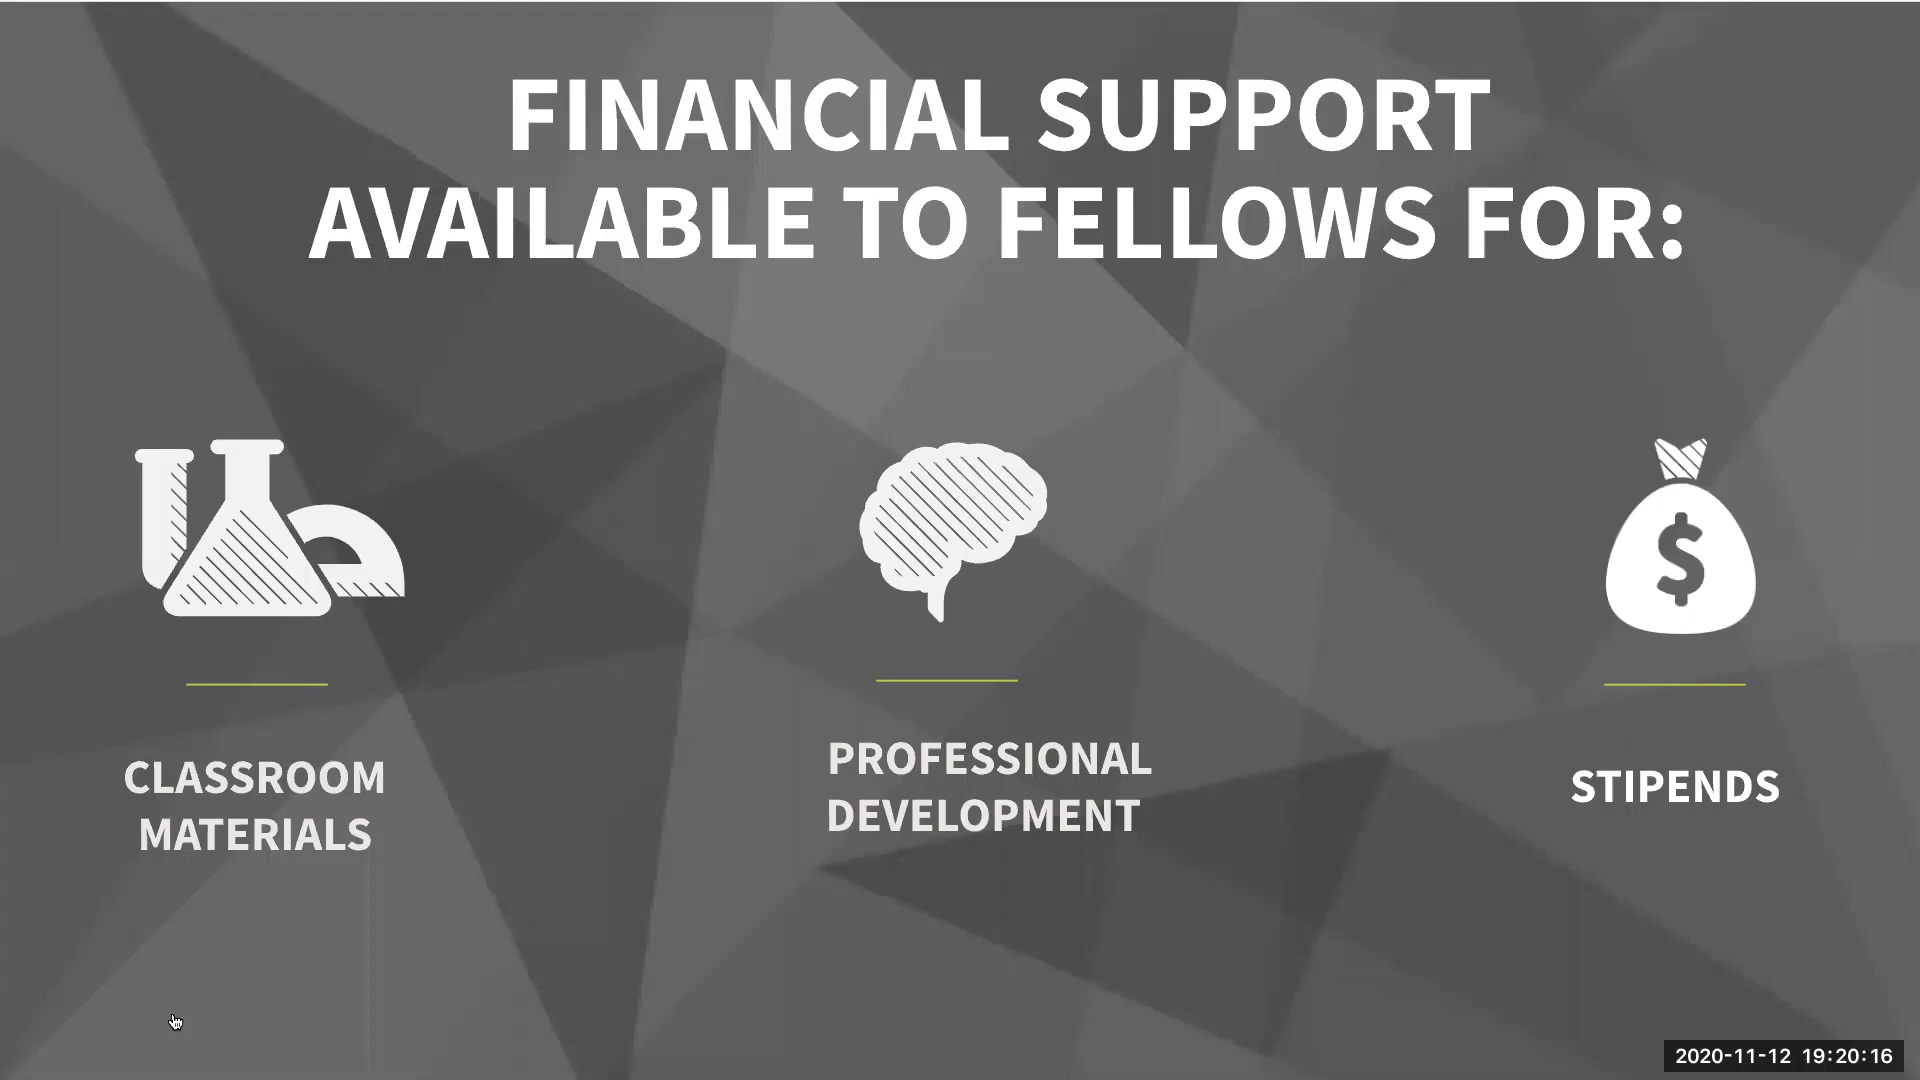 FINANCIAL SUPPORT
AVAILABLE TO FELLOWS FOR:
$
CLASSROOM
MATERIALS
PROFESSIONAL
DEVELOPMENT
STIPENDS
2020-11-12 19:20:16